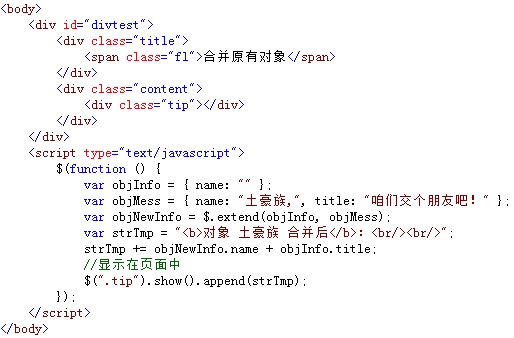 <body>
<div id="divtest">
<div class="title">
<span class="fl">合并原有对象</span>
</div>
<div class="content">
<div class="tip"></div>
</div>
</div>
<script type="text/javascript">
$(function () {
var objInfo = { name: "" };
var objMess = { name: "土豪族,", title: "咱们交个朋友吧！" };
var objNewInfo = $.extend(objInfo, objMess);
var strTmp = "<b>对象 土豪族 合并后</b>：<br/><br/>";
strTmp += objNewInfo.name + objInfo.title;
//显示在页面中
$(".tip").show().append(strTmp);
});
</script>
</body>